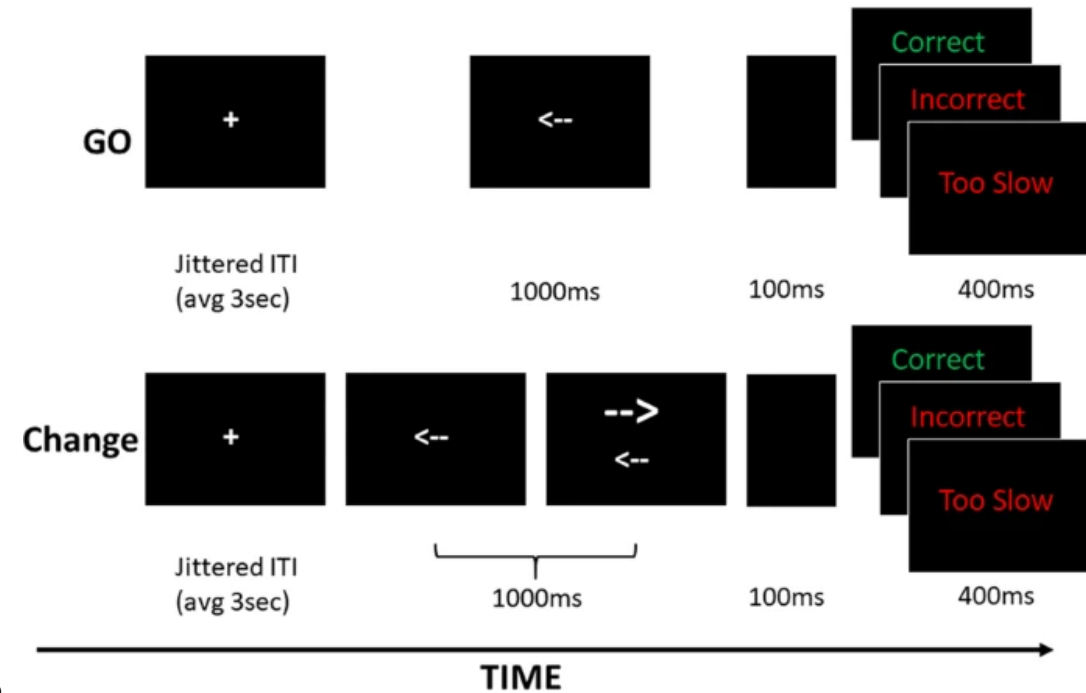 GO
+
<--
Correct
Incorrect
Too Slow
Jittered ITI
(avg 3sec)
1000ms
100ms
400ms
Change
+
<--
-->
<--
Correct
Incorrect
Too Slow
Jittered ITI
(avg 3sec)
1000ms
100ms
400ms
TIME